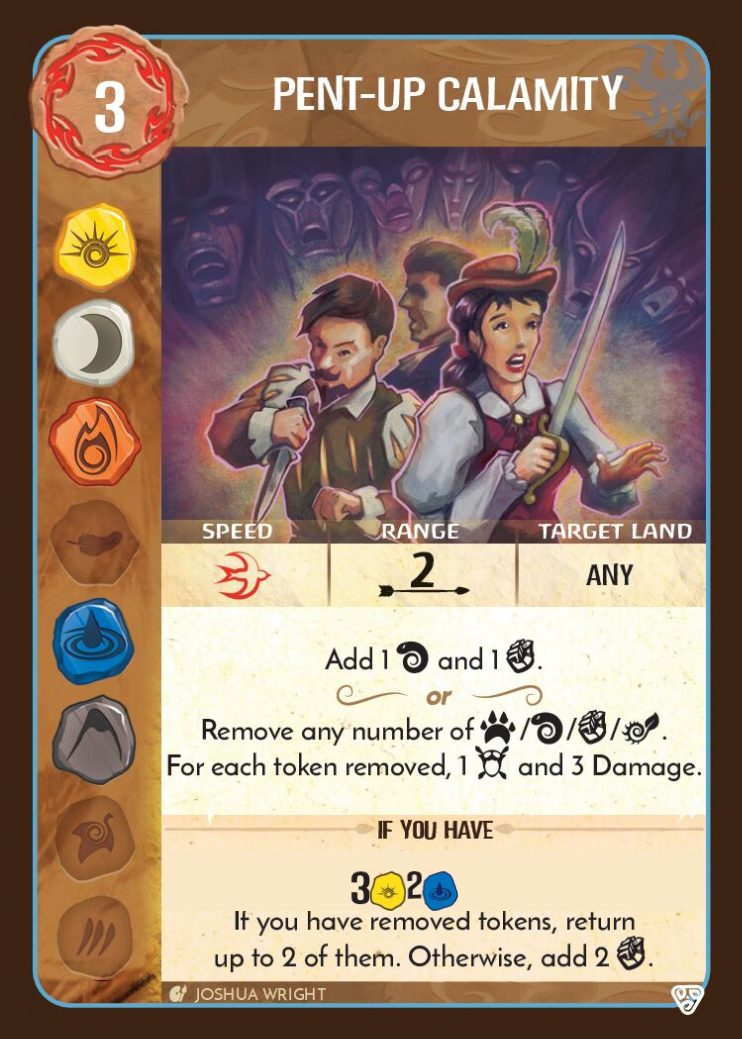 3
PENT-UP CALAMITY
SPEED RANGE TARGET LAND
2 ANY
Add 1 and 1 .
or
Remove any number of / / / .
For each token removed, 1 and 3 Damage.
IF YOU HAVE
3 2
If you have removed tokens, return
up to 2 of them. Otherwise, add 2 .
JOSHUA WRIGHT